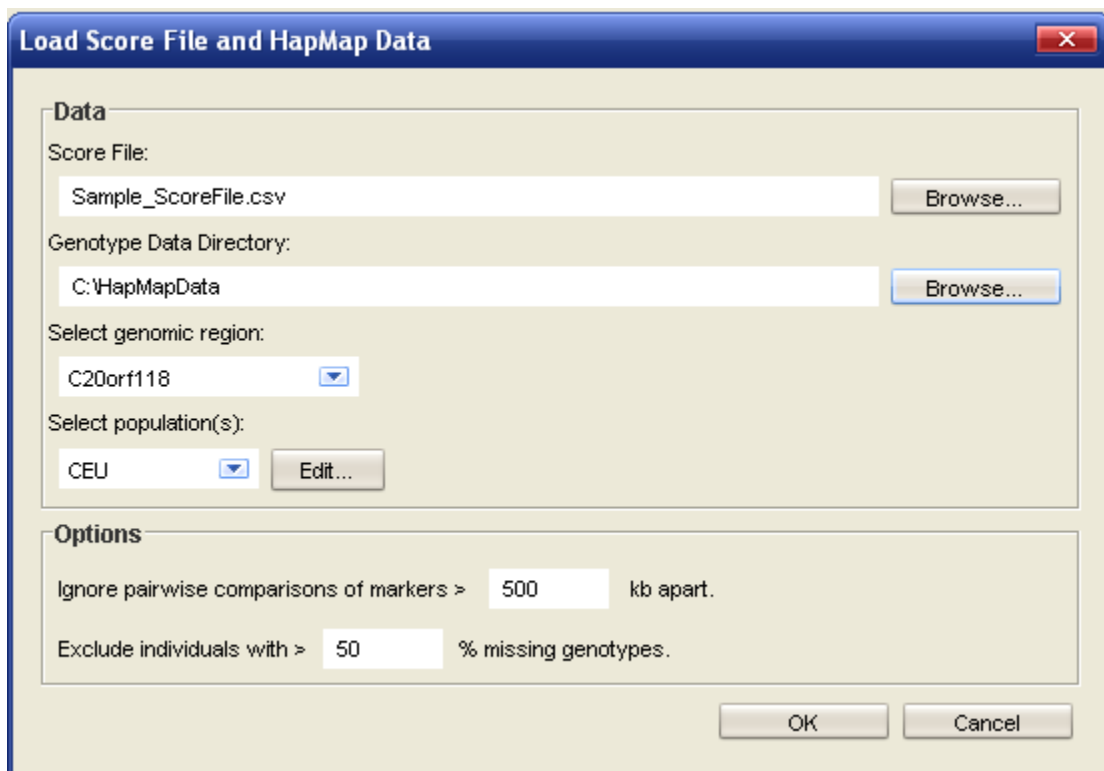 Load Score File and HapMap Data
Data
Score File:
Sample_ScoreFile.csv Browse...
Genotype Data Directory:
C:\HapMapData Browse...
Select genomic region:
C20orf118
Select population(s):
CEU Edit...
Options
Ignore pairwise comparisons of markers > 500 kb apart.
Exclude individuals with > 50 % missing genotypes.
OK Cancel